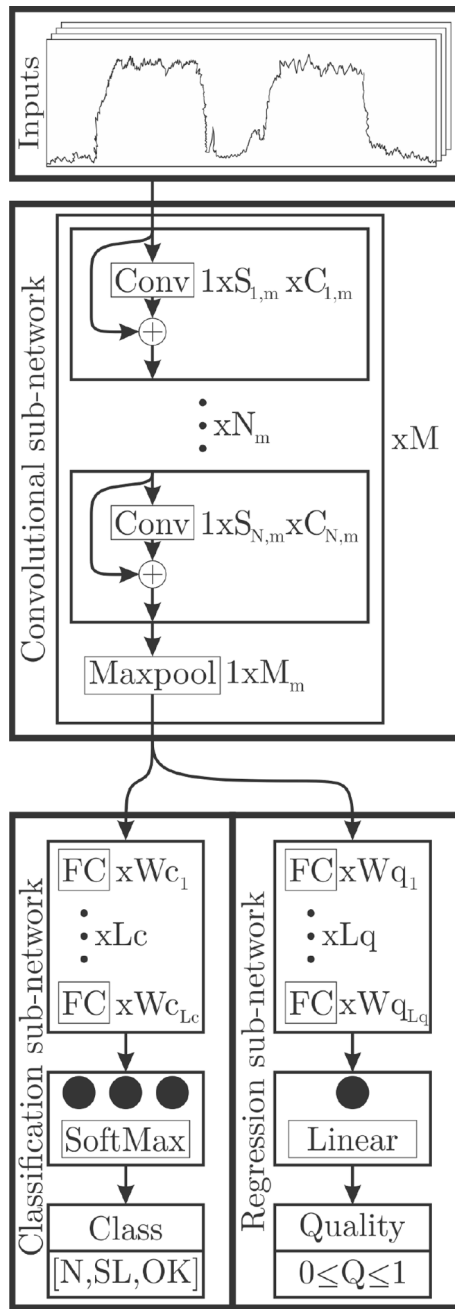 Inputs
Convolutional sub-network
Conv 1xS1,m xC1,m
xNm
xM
Conv 1xSN,mxCN,m
Maxpool 1xMm
Classification sub-network
FC xWc1
xLc
FC xWcLc
SoftMax
Class
[N,SL,OK]
Regression sub-network
FC xWq1
xLq
FC xWqLq
Linear
Quality
0≤Q≤1